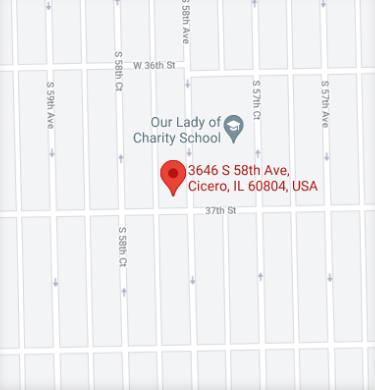 S 58th Ave
S 58th Ct
W 36th St
S 59th Ave
S 57th Ct
S 57th Ave
Our Lady of
Charity School
3646 S 58th Ave,
Cicero, IL 60804, USA
37th St
S 58th Ct